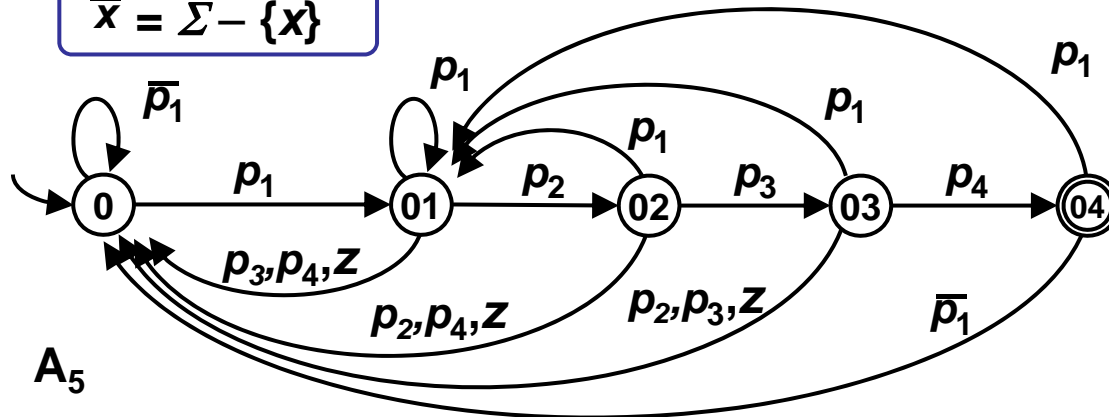 x̅ = Σ – {x}
p̅₁
p₁
p₁
p₁
p₁
p₁
p₂
p₃
p₄
0
01
02
03
04
p₃,p₄,z
p₂,p₄,z
p₂,p₃,z
p̅₁
A₅